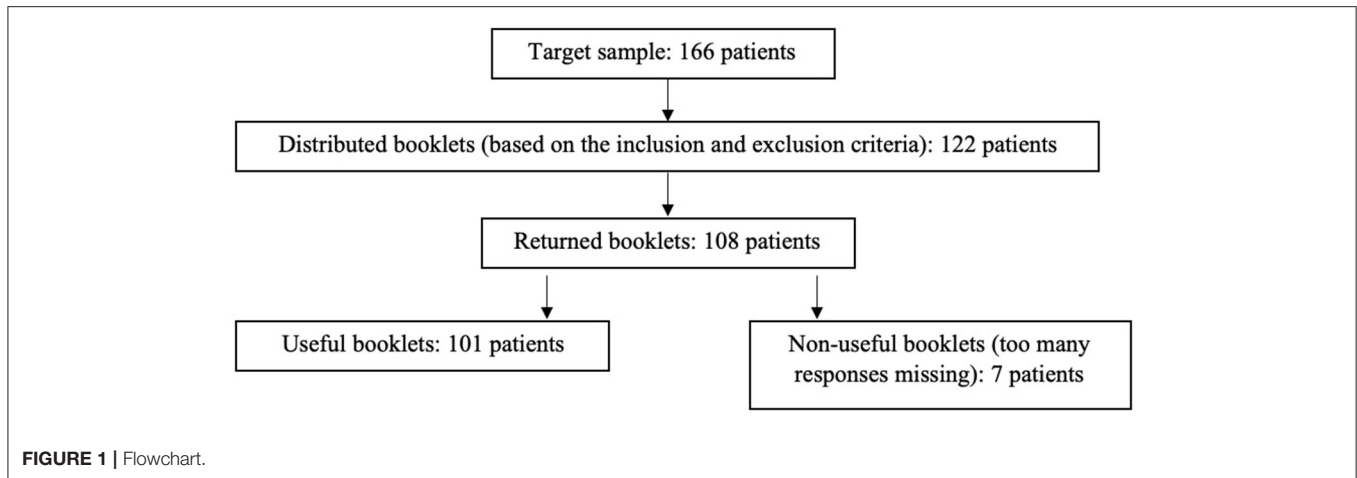 Target sample: 166 patients
Distributed booklets (based on the inclusion and exclusion criteria): 122 patients
Returned booklets: 108 patients
Useful booklets: 101 patients
Non-useful booklets (too many
responses missing): 7 patients
FIGURE 1 | Flowchart.